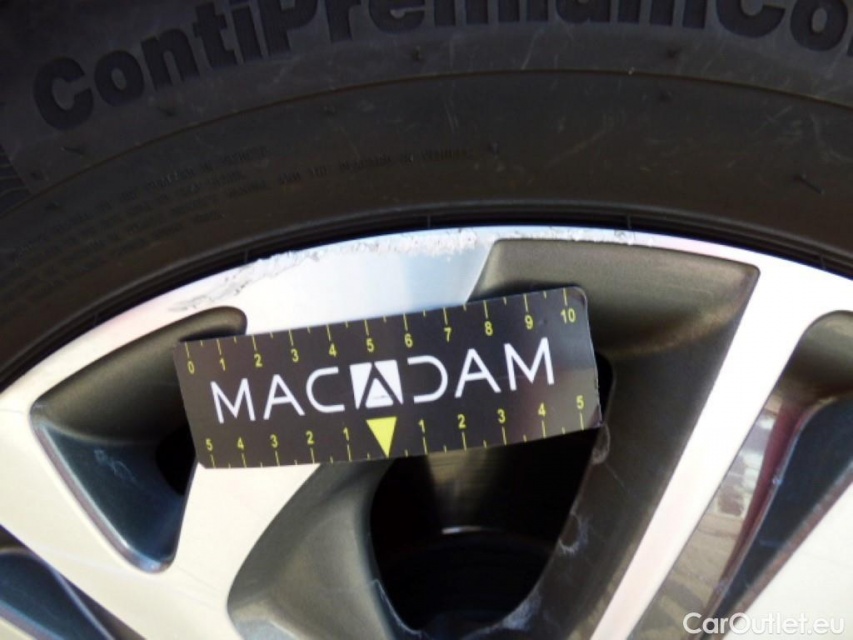 ContiPremiumCo
0 1 2 3 4 5 6 7 8 9 10
MACADAM
5 4 3 2 1 1 2 3 4 5
CarOutlet.eu